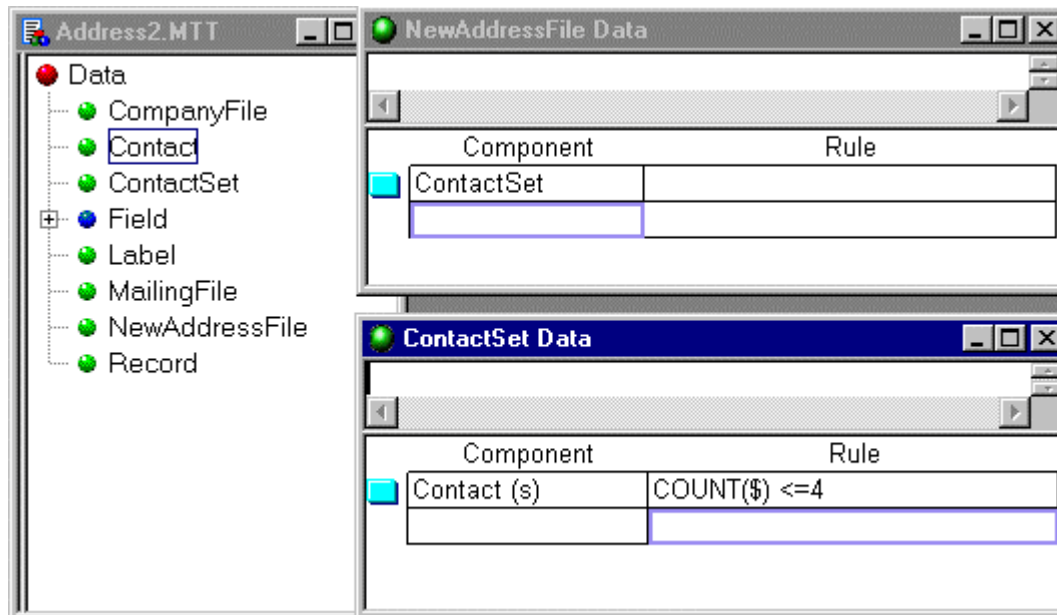 Address2.MTT
Data
CompanyFile
Contact
ContactSet
Field
Label
MailingFile
NewAddressFile
Record
NewAddressFile Data
Component Rule
ContactSet
ContactSet Data
Component Rule
Contact (s) COUNT($) <=4